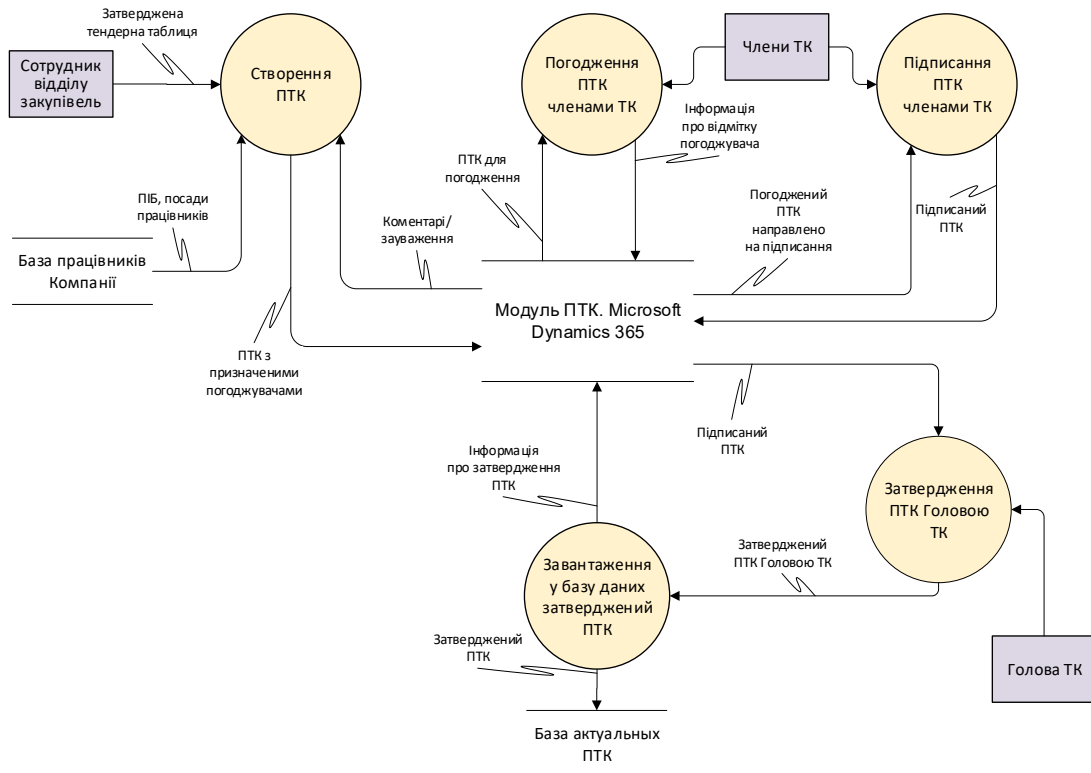 Затверджена
тендерна таблиця
Сотрудник
відділу
закупівель
Створення
ПТК
Погодження
ПТК
членами ТК
Члени ТК
Підписання
ПТК
членами ТК
Інформація
про відмітку
погоджувача
ПТК для
погодження
ПІБ, посади
працівників
База працівників
Компанії
Коментарі/
зауваження
Погоджений
ПТК
направлено
на підписання
Підписаний
ПТК
Модуль ПТК. Microsoft
Dynamics 365
ПТК з
призначеними
погоджувачами
Підписаний
ПТК
Інформація
про затвердження
ПТК
Затвердження
ПТК Головою
ТК
Затверджений
ПТК Головою ТК
Завантаження
у базу даних
затверджений
ПТК
Затверджений
ПТК
Голова ТК
База актуальных
ПТК